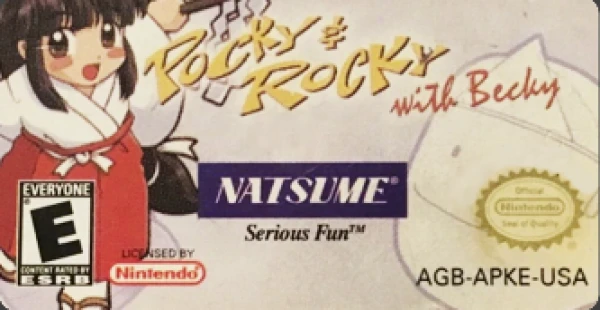 POCKY &
ROCKY
with Becky
NATSUME®
Serious Fun™
EVERYONE
E
CONTENT RATED BY
ESRB
LICENSED BY
Nintendo
Official
Nintendo
Seal of Quality
AGB-APKE-USA